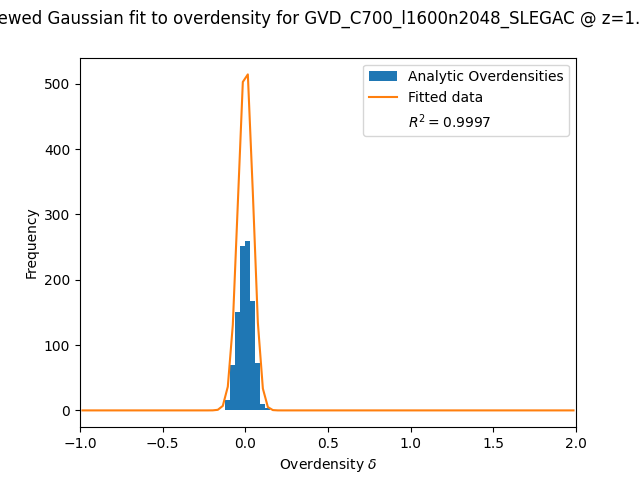 ewed Gaussian fit to overdensity for GVD_C700_l1600n2048_SLEGAC @ z=1.
Analytic Overdensities
Fitted data
R² = 0.9997
Frequency
500
400
300
200
100
0
−1.0 −0.5 0.0 0.5 1.0 1.5 2.0
Overdensity δ